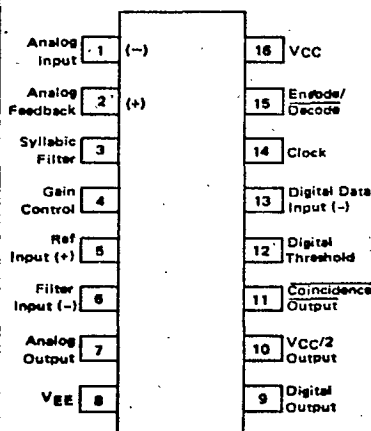 Analog
Input
1
(−)
Analog
Feedback
2
(+)
Syllabic
Filter
3
Gain
Control
4
Ref
Input (+)
5
Filter
Input (−)
6
Analog
Output
7
VEE
8
16
VCC
15
Encode/
Decode
14
Clock
13
Digital Data
Input (−)
12
Digital
Threshold
11
Coincidence
Output
10
VCC/2
Output
9
Digital
Output